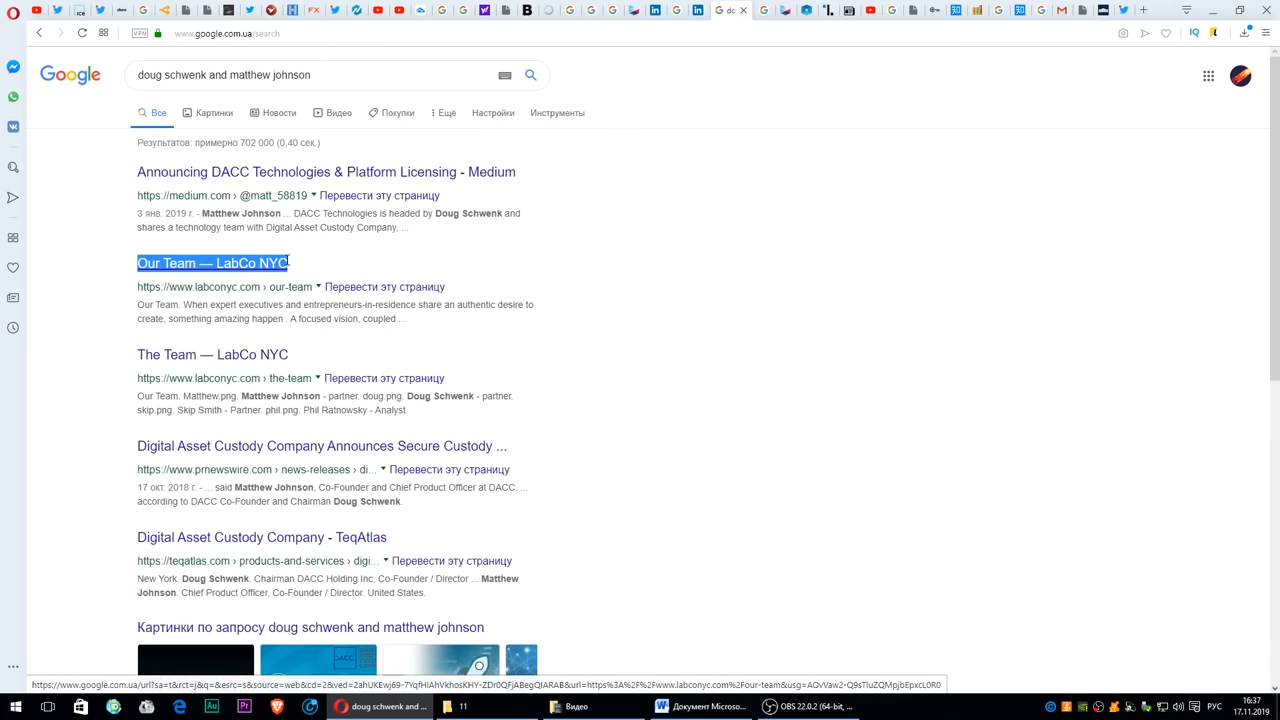 doug
VPN
www.google.com.ua/search
IQ
Google
doug schwenk and matthew johnson
Все
Картинки
Новости
Видео
Покупки
Ещё
Настройки
Инструменты
Результатов: примерно 702 000 (0,40 сек.)
Announcing DACC Technologies & Platform Licensing - Medium
https://medium.com › @matt_58819 Перевести эту страницу
3 янв. 2019 г. - Matthew Johnson ... DACC Technologies is headed by Doug Schwenk and
shares a technology team with Digital Asset Custody Company, ...
Our Team — LabCo NYC
https://www.labconyc.com › our-team Перевести эту страницу
Our Team. When expert executives and entrepreneurs-in-residence share an authentic desire to
create, something amazing happen . A focused vision, coupled ...
The Team — LabCo NYC
https://www.labconyc.com › the-team Перевести эту страницу
Our Team. Matthew.png. Matthew Johnson - partner. doug.png. Doug Schwenk - partner.
skip.png. Skip Smith - Partner. phil.png. Phil Ratnowsky - Analyst.
Digital Asset Custody Company Announces Secure Custody ...
https://www.prnewswire.com › news-releases › di... Перевести эту страницу
17 окт. 2018 г. - ... said Matthew Johnson, Co-Founder and Chief Product Officer at DACC. ...
according to DACC Co-Founder and Chairman Doug Schwenk.
Digital Asset Custody Company - TeqAtlas
https://teqatlas.com › products-and-services › digi... Перевести эту страницу
New York. Doug Schwenk. Chairman DACC Holding Inc, Co-Founder / Director ... Matthew
Johnson. Chief Product Officer, Co-Founder / Director. United States.
Картинки по запросу doug schwenk and matthew johnson
DACC
doug schwenk and ...
11
Видео
Документ Microso...
OBS 22.0.2 (64-bit, ...
РУС
16:37
17.11.2019